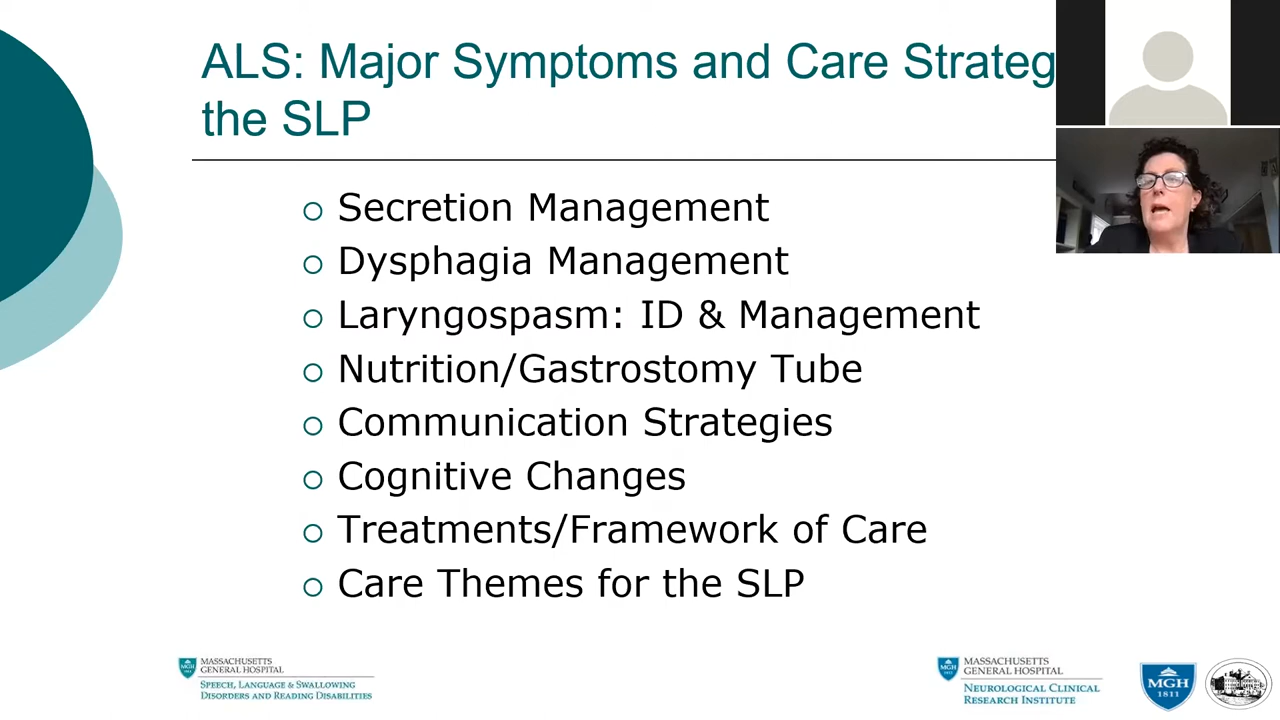 ALS: Major Symptoms and Care Strateg
the SLP
Secretion Management
Dysphagia Management
Laryngospasm: ID & Management
Nutrition/Gastrostomy Tube
Communication Strategies
Cognitive Changes
Treatments/Framework of Care
Care Themes for the SLP
MASSACHUSETTS
GENERAL HOSPITAL
SPEECH, LANGUAGE & SWALLOWING
DISORDERS AND READING DISABILITIES
MASSACHUSETTS
GENERAL HOSPITAL
NEUROLOGICAL CLINICAL
RESEARCH INSTITUTE
MGH
1811